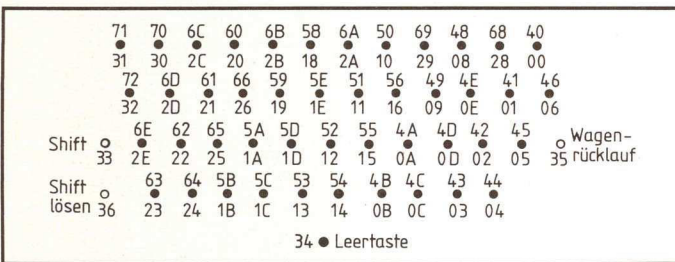 71 70 6C 60 6B 58 6A 50 69 48 68 40
31 30 2C 20 2B 18 2A 10 29 08 28 00
72 6D 61 66 59 5E 51 56 49 4E 41 46
32 2D 21 26 19 1E 11 16 09 0E 01 06
6E 62 65 5A 5D 52 55 4A 4D 42 45
Shift 33 2E 22 25 1A 1D 12 15 0A 0D 02 05 35 Wagen-
rücklauf
63 64 5B 5C 53 54 4B 4C 43 44
Shift
lösen 36 23 24 1B 1C 13 14 0B 0C 03 04
34 Leertaste